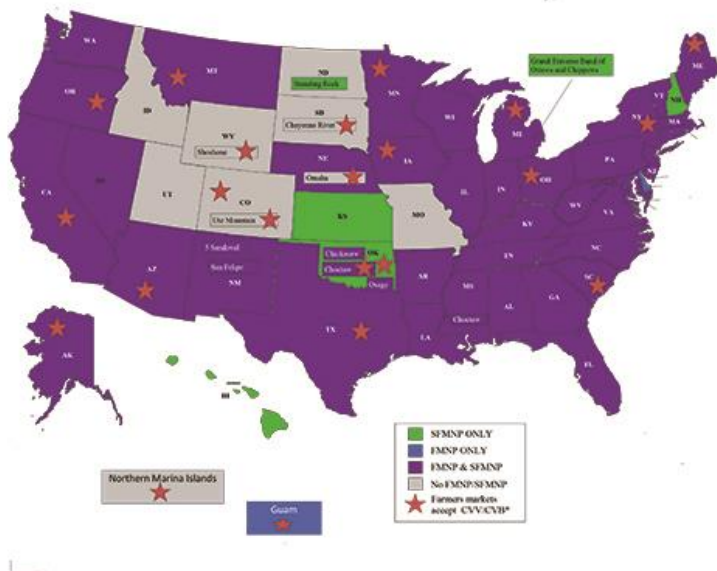 WA
MT
ND
Standing Rock
MN
ME
Grand Traverse Band of
Ottawa and Chippewa
OR
ID
SD
Cheyenne River
WI
MI
VT
NH
NY
MA
WY
Shoshone
NE
Omaha
IA
PA
NJ
CA
UT
CO
Ute Mountain
KS
MO
IL
IN
OH
WV
VA
KY
AZ
5 Sandoval
San Felipe
NM
Chickasaw
OK
Choctaw
Osage
AR
TN
NC
SC
MS
Choctaw
AL
GA
TX
LA
FL
AK
HI
SFMNP ONLY
FMNP ONLY
FMNP & SFMNP
No FMNP/SFMNP
Farmers markets
accept CVV/CVB*
Northern Marina Islands
Guam